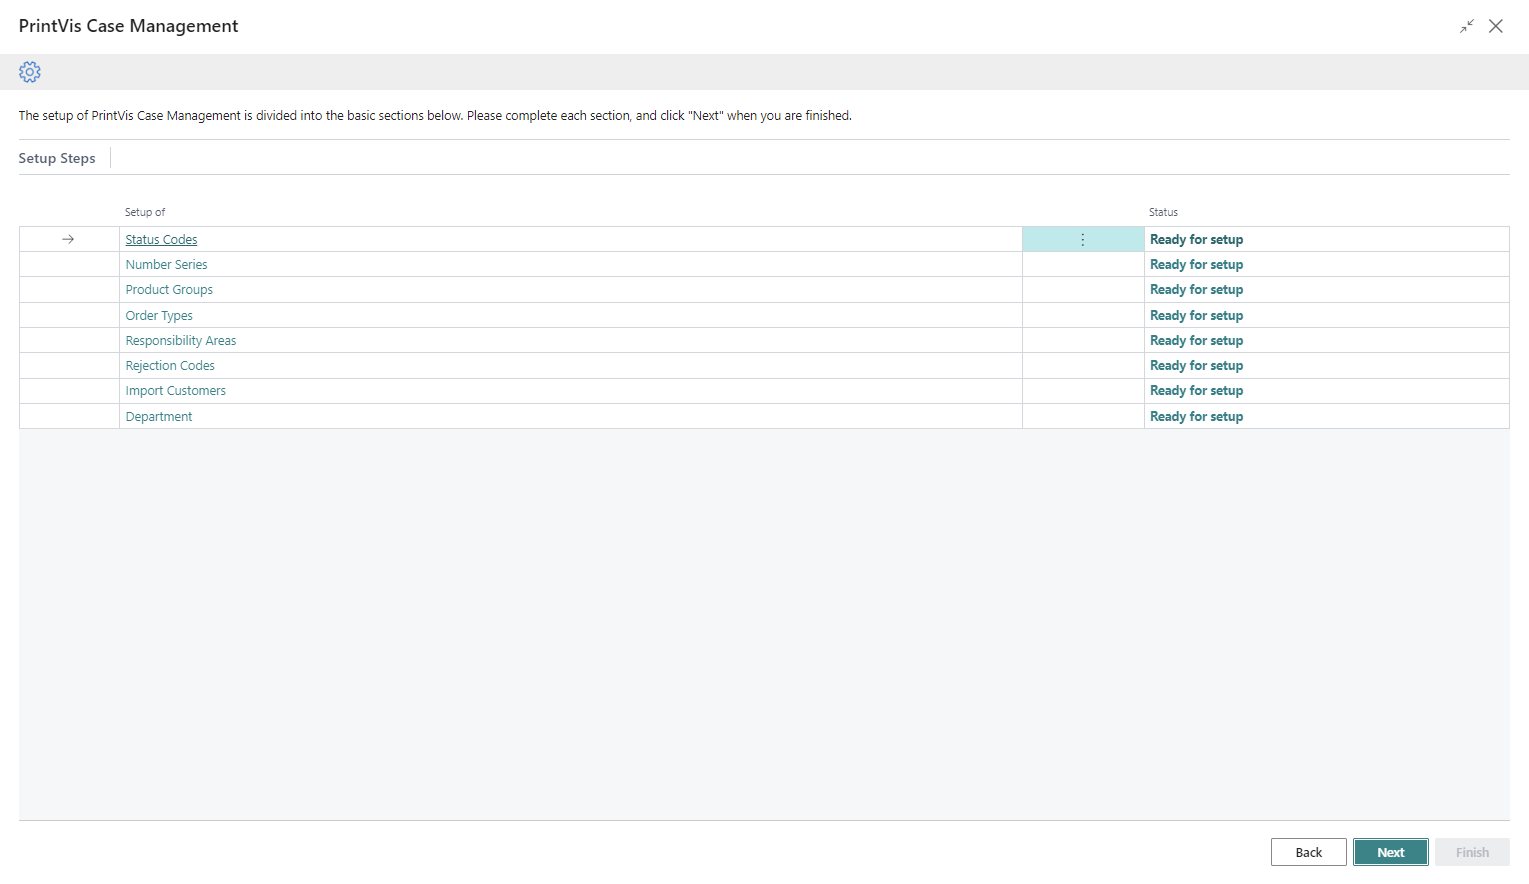 PrintVis Case Management
The setup of PrintVis Case Management is divided into the basic sections below. Please complete each section, and click "Next" when you are finished.
Setup Steps
Setup of Status
Status Codes Ready for setup
Number Series Ready for setup
Product Groups Ready for setup
Order Types Ready for setup
Responsibility Areas Ready for setup
Rejection Codes Ready for setup
Import Customers Ready for setup
Department Ready for setup
Back Next Finish